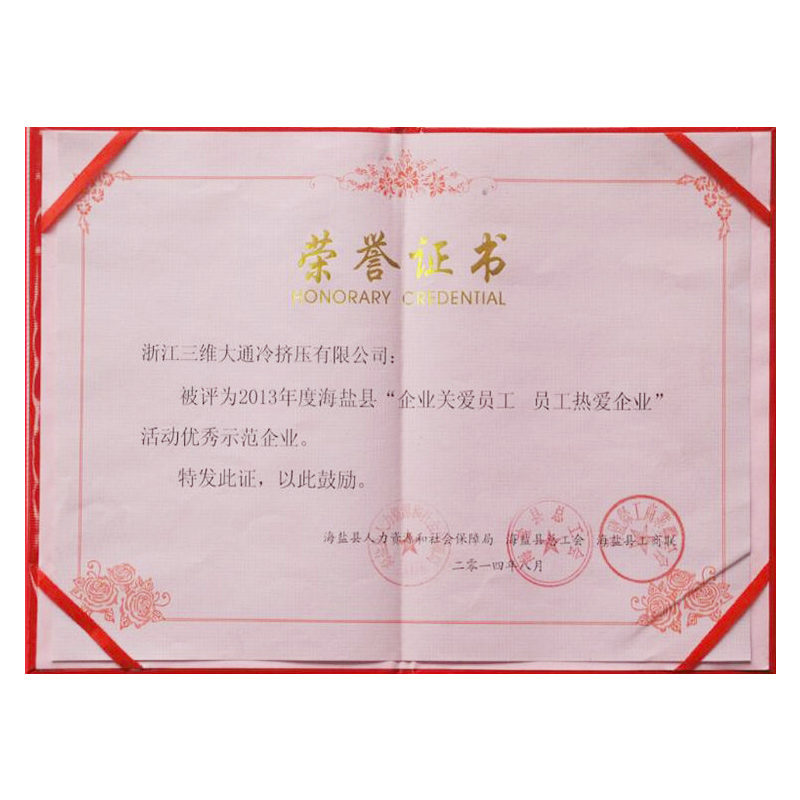 荣誉证书
HONORARY CREDENTIAL
浙江三维大通冷挤压有限公司：
被评为2013年度海盐县“企业关爱员工 员工热爱企业”
活动优秀示范企业。
特发此证，以此鼓励。
海盐县人力资源和社会保障局 海盐县总工会 海盐县工商联
二零一四年八月